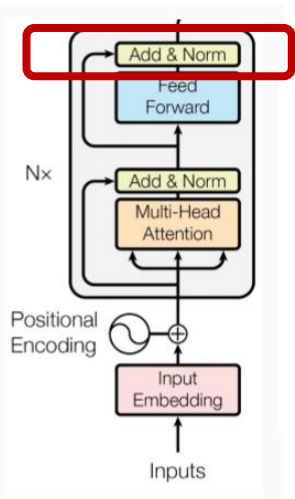 Add & Norm
Feed
Forward
Nx
Add & Norm
Multi-Head
Attention
Positional
Encoding
Input
Embedding
Inputs